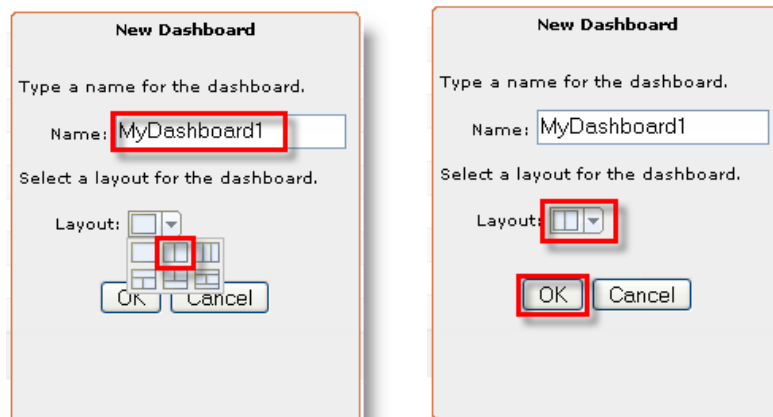 New Dashboard
Type a name for the dashboard.
Name: MyDashboard1
Select a layout for the dashboard.
Layout:
OK Cancel
New Dashboard
Type a name for the dashboard.
Name: MyDashboard1
Select a layout for the dashboard.
Layout:
OK Cancel